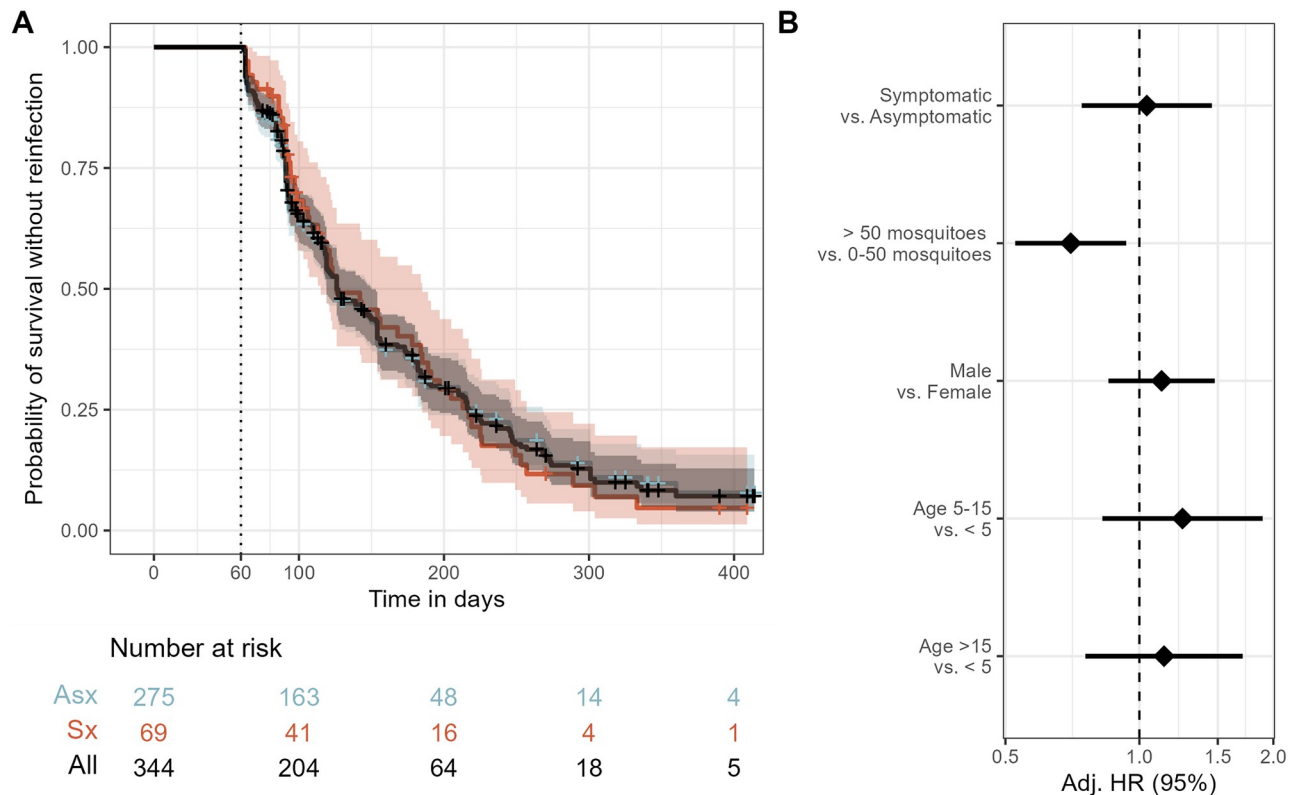 A
Probability of survival without reinfection
1.00
0.75
0.50
0.25
0.00
0 60 100 200 300 400
Time in days
Number at risk
Asx 275 163 48 14 4
Sx 69 41 16 4 1
All 344 204 64 18 5
B
Symptomatic
vs. Asymptomatic
> 50 mosquitoes
vs. 0-50 mosquitoes
Male
vs. Female
Age 5-15
vs. < 5
Age >15
vs. < 5
0.5 1.0 1.5 2.0
Adj. HR (95%)